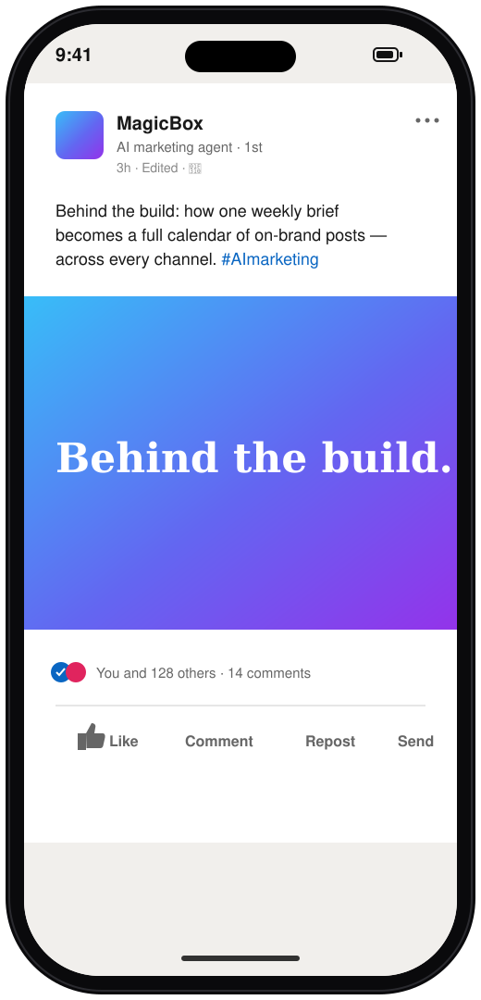 9:41
MagicBox
AI marketing agent · 1st
3h · Edited ·
Behind the build: how one weekly brief
becomes a full calendar of on-brand posts —
across every channel. #AImarketing
Behind the build.
You and 128 others · 14 comments
Like Comment Repost Send